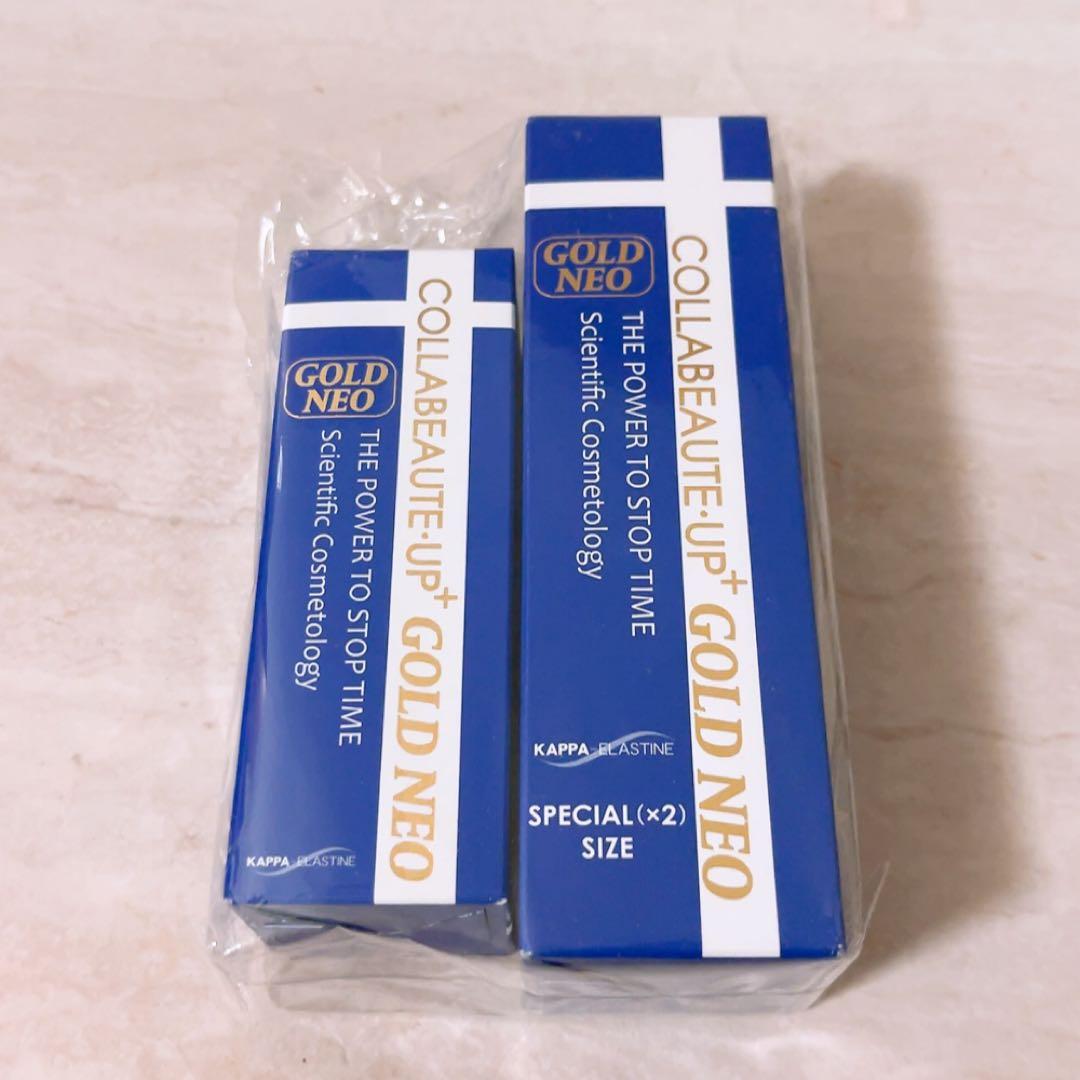 COLLABEAUTE·UP⁺ GOLD NEO
GOLD
NEO
THE POWER TO STOP TIME
Scientific Cosmetology
KAPPA-ELASTINE
COLLABEAUTE·UP⁺ GOLD NEO
GOLD
NEO
THE POWER TO STOP TIME
Scientific Cosmetology
KAPPA-ELASTINE
SPECIAL(×2)
SIZE